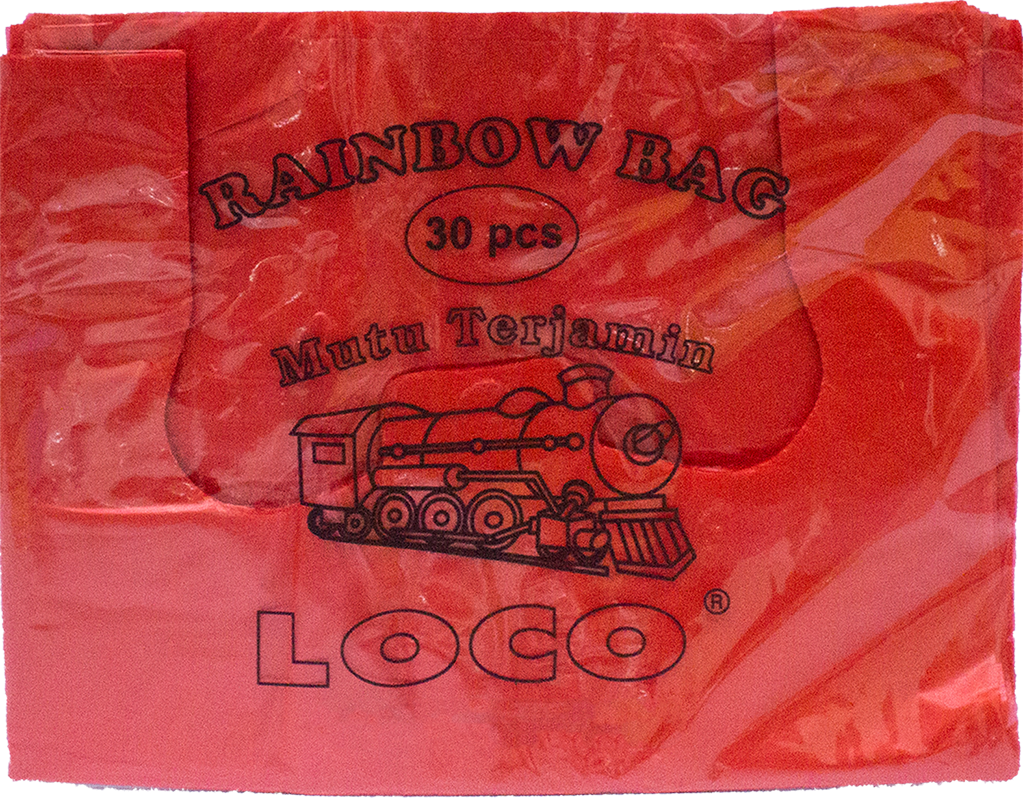 RAINBOW BAG
30 pcs
Mutu Terjamin
LOCO ®